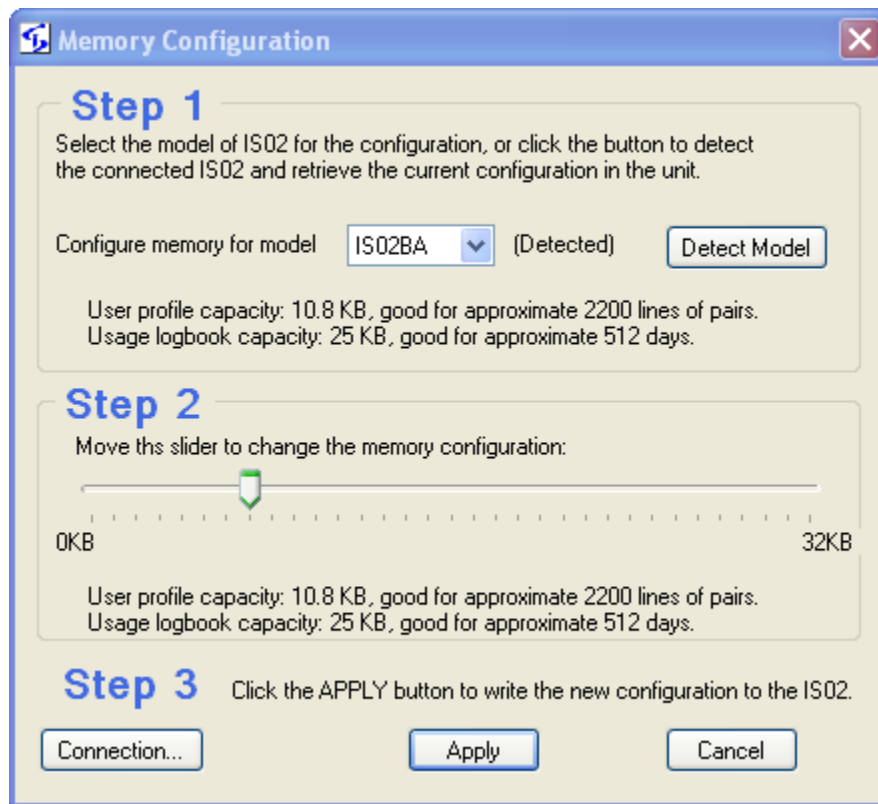 Memory Configuration
Step 1
Select the model of IS02 for the configuration, or click the button to detect
the connected IS02 and retrieve the current configuration in the unit.
Configure memory for model IS02BA (Detected) Detect Model
User profile capacity: 10.8 KB, good for approximate 2200 lines of pairs.
Usage logbook capacity: 25 KB, good for approximate 512 days.
Step 2
Move ths slider to change the memory configuration:
0KB 32KB
User profile capacity: 10.8 KB, good for approximate 2200 lines of pairs.
Usage logbook capacity: 25 KB, good for approximate 512 days.
Step 3 Click the APPLY button to write the new configuration to the IS02.
Connection... Apply Cancel